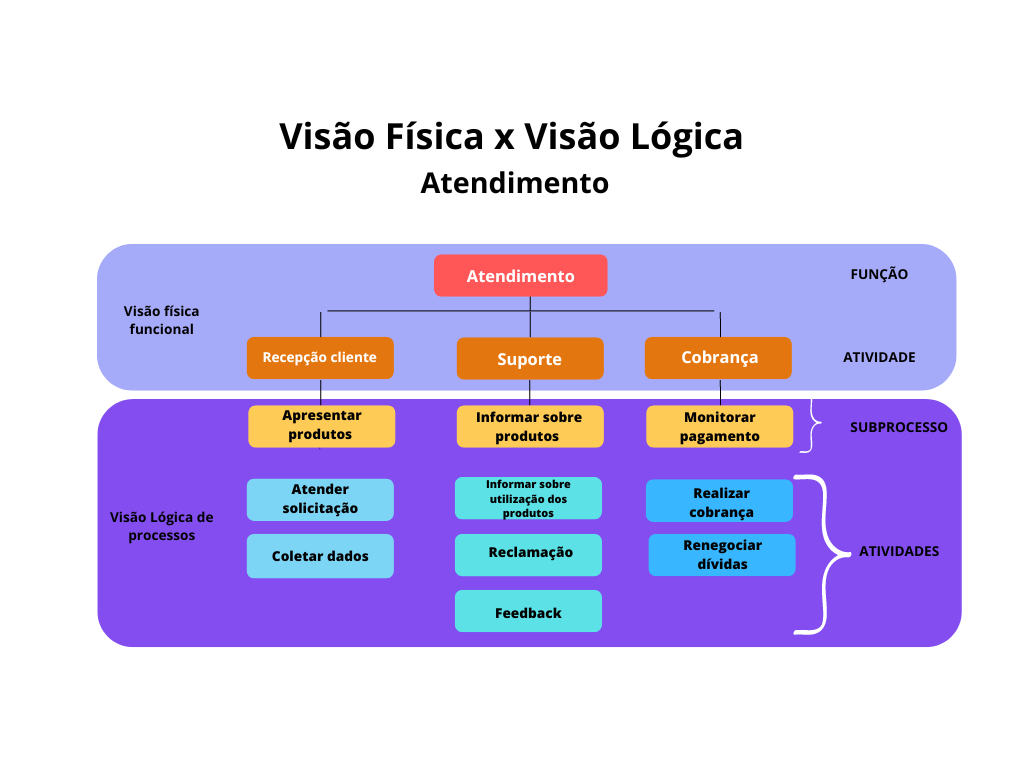 Visão Física x Visão Lógica
Atendimento
Atendimento
FUNÇÃO
Visão física
funcional
Recepção cliente
Suporte
Cobrança
ATIVIDADE
Apresentar
produtos
Informar sobre
produtos
Monitorar
pagamento
SUBPROCESSO
Visão Lógica de
processos
Atender
solicitação
Informar sobre
utilização dos
produtos
Realizar
cobrança
Coletar dados
Reclamação
Renegociar
dívidas
ATIVIDADES
Feedback